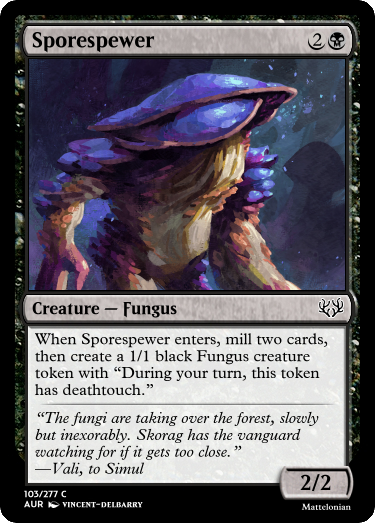 Sporespewer 2
Creature — Fungus
When Sporespewer enters, mill two cards,
then create a 1/1 black Fungus creature
token with “During your turn, this token
has deathtouch.”
“The fungi are taking over the forest, slowly
but inexorably. Skorag has the vanguard
watching for if it gets too close.”
—Vali, to Simul
2/2
103/277 C
AUR VINCENT-DELBARRY
Mattelonian